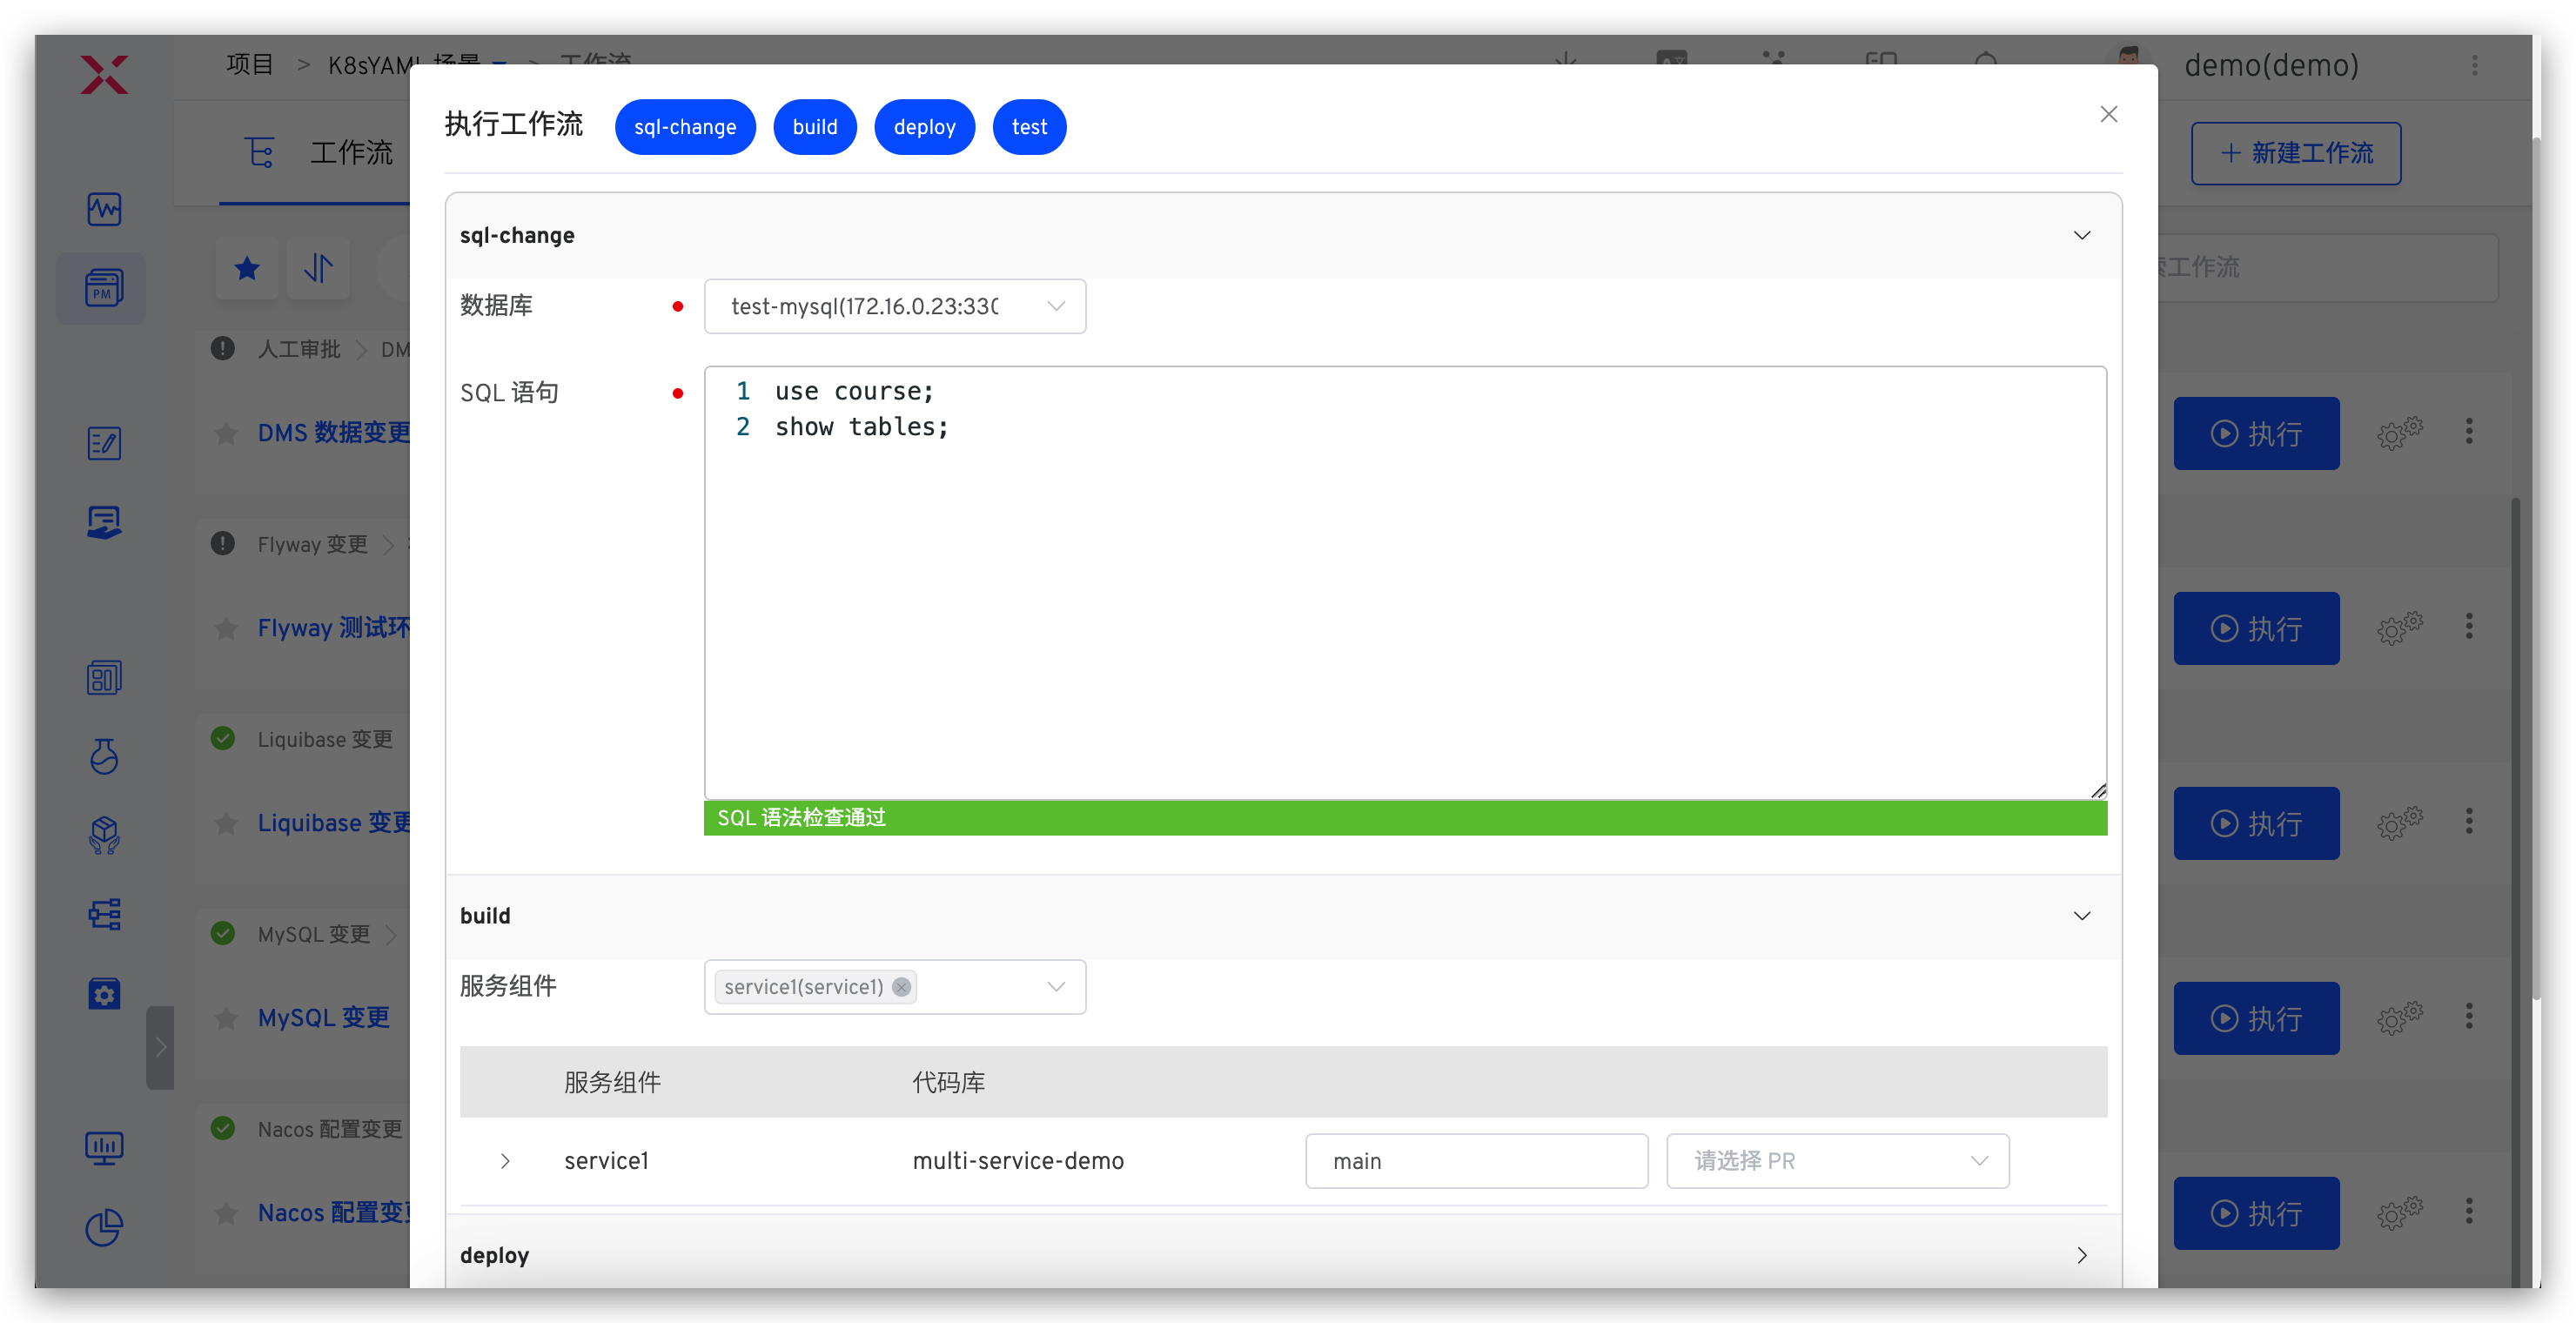 项目 > K8sYAML 场景 > 工作流
demo(demo)
工作流
新建工作流
执行工作流 sql-change build deploy test
sql-change
数据库 test-mysql(172.16.0.23:330
SQL 语句
1 use course;
2 show tables;
SQL 语法检查通过
build
服务组件 service1(service1)
服务组件 代码库
service1 multi-service-demo main 请选择 PR
deploy
PM
人工审批 > DM
DMS 数据变更
Flyway 变更
Flyway 测试环
Liquibase 变更
Liquibase 变更
MySQL 变更
MySQL 变更
Nacos 配置变更
Nacos 配置变更
工作流
执行
执行
执行
执行
执行